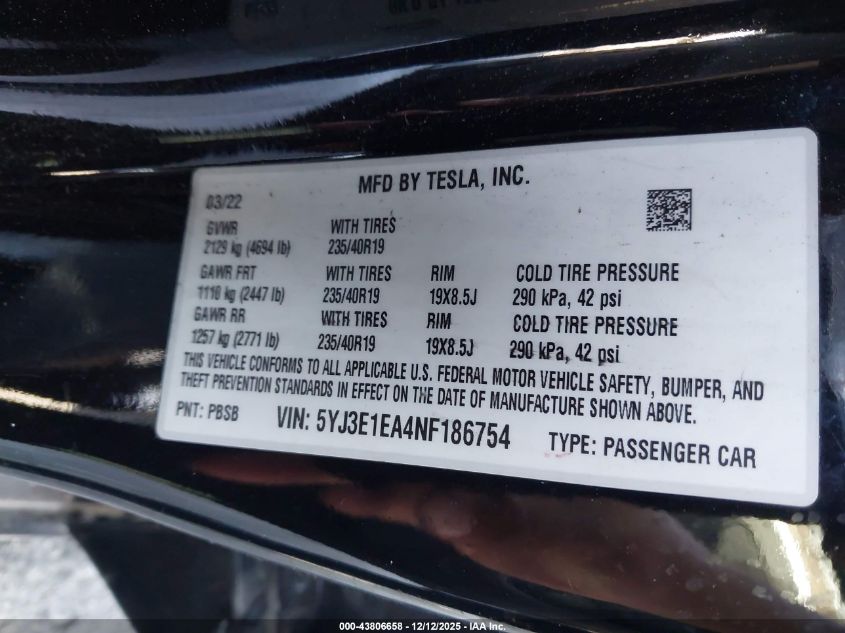 MFD BY TESLA, INC.
03/22
GVWR WITH TIRES
2129 kg (4694 lb) 235/40R19
GAWR FRT WITH TIRES RIM COLD TIRE PRESSURE
1110 kg (2447 lb) 235/40R19 19X8.5J 290 kPa, 42 psi
GAWR RR WITH TIRES RIM COLD TIRE PRESSURE
1257 kg (2771 lb) 235/40R19 19X8.5J 290 kPa, 42 psi
THIS VEHICLE CONFORMS TO ALL APPLICABLE U.S. FEDERAL MOTOR VEHICLE SAFETY, BUMPER, AND
THEFT PREVENTION STANDARDS IN EFFECT ON THE DATE OF MANUFACTURE SHOWN ABOVE.
PNT: PBSB VIN: 5YJ3E1EA4NF186754 TYPE: PASSENGER CAR
000-43806658 - 12/12/2025 - IAAI.com